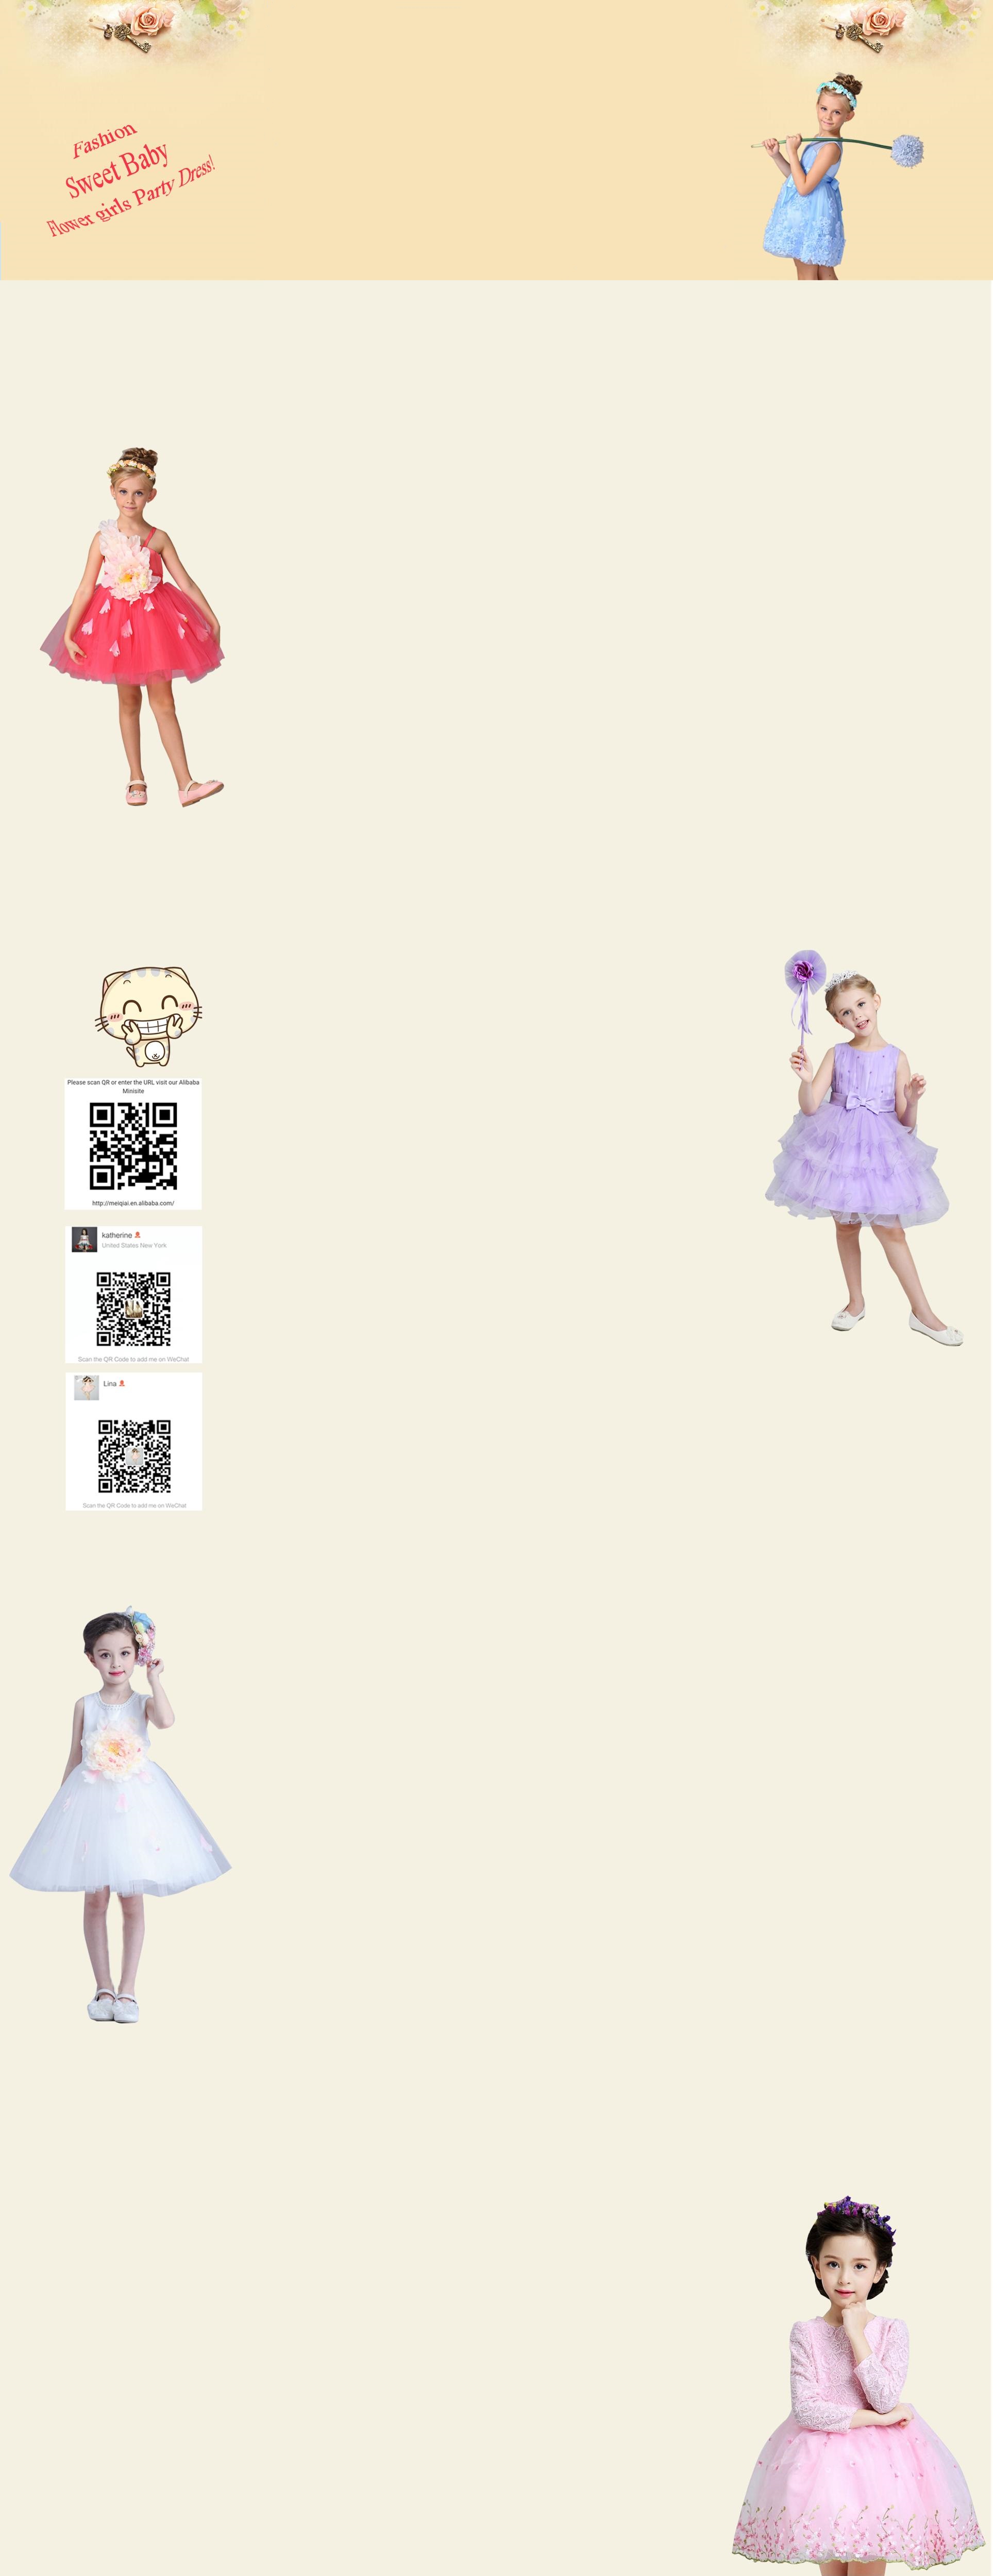 Fashion
Sweet Baby
Flower girls Party Dress!
Please scan QR or enter the URL visit our Alibaba
Minisite
http://meiqiai.en.alibaba.com/
katherine
United States New York
Scan the QR Code to add me on WeChat
Lina
Scan the QR Code to add me on WeChat